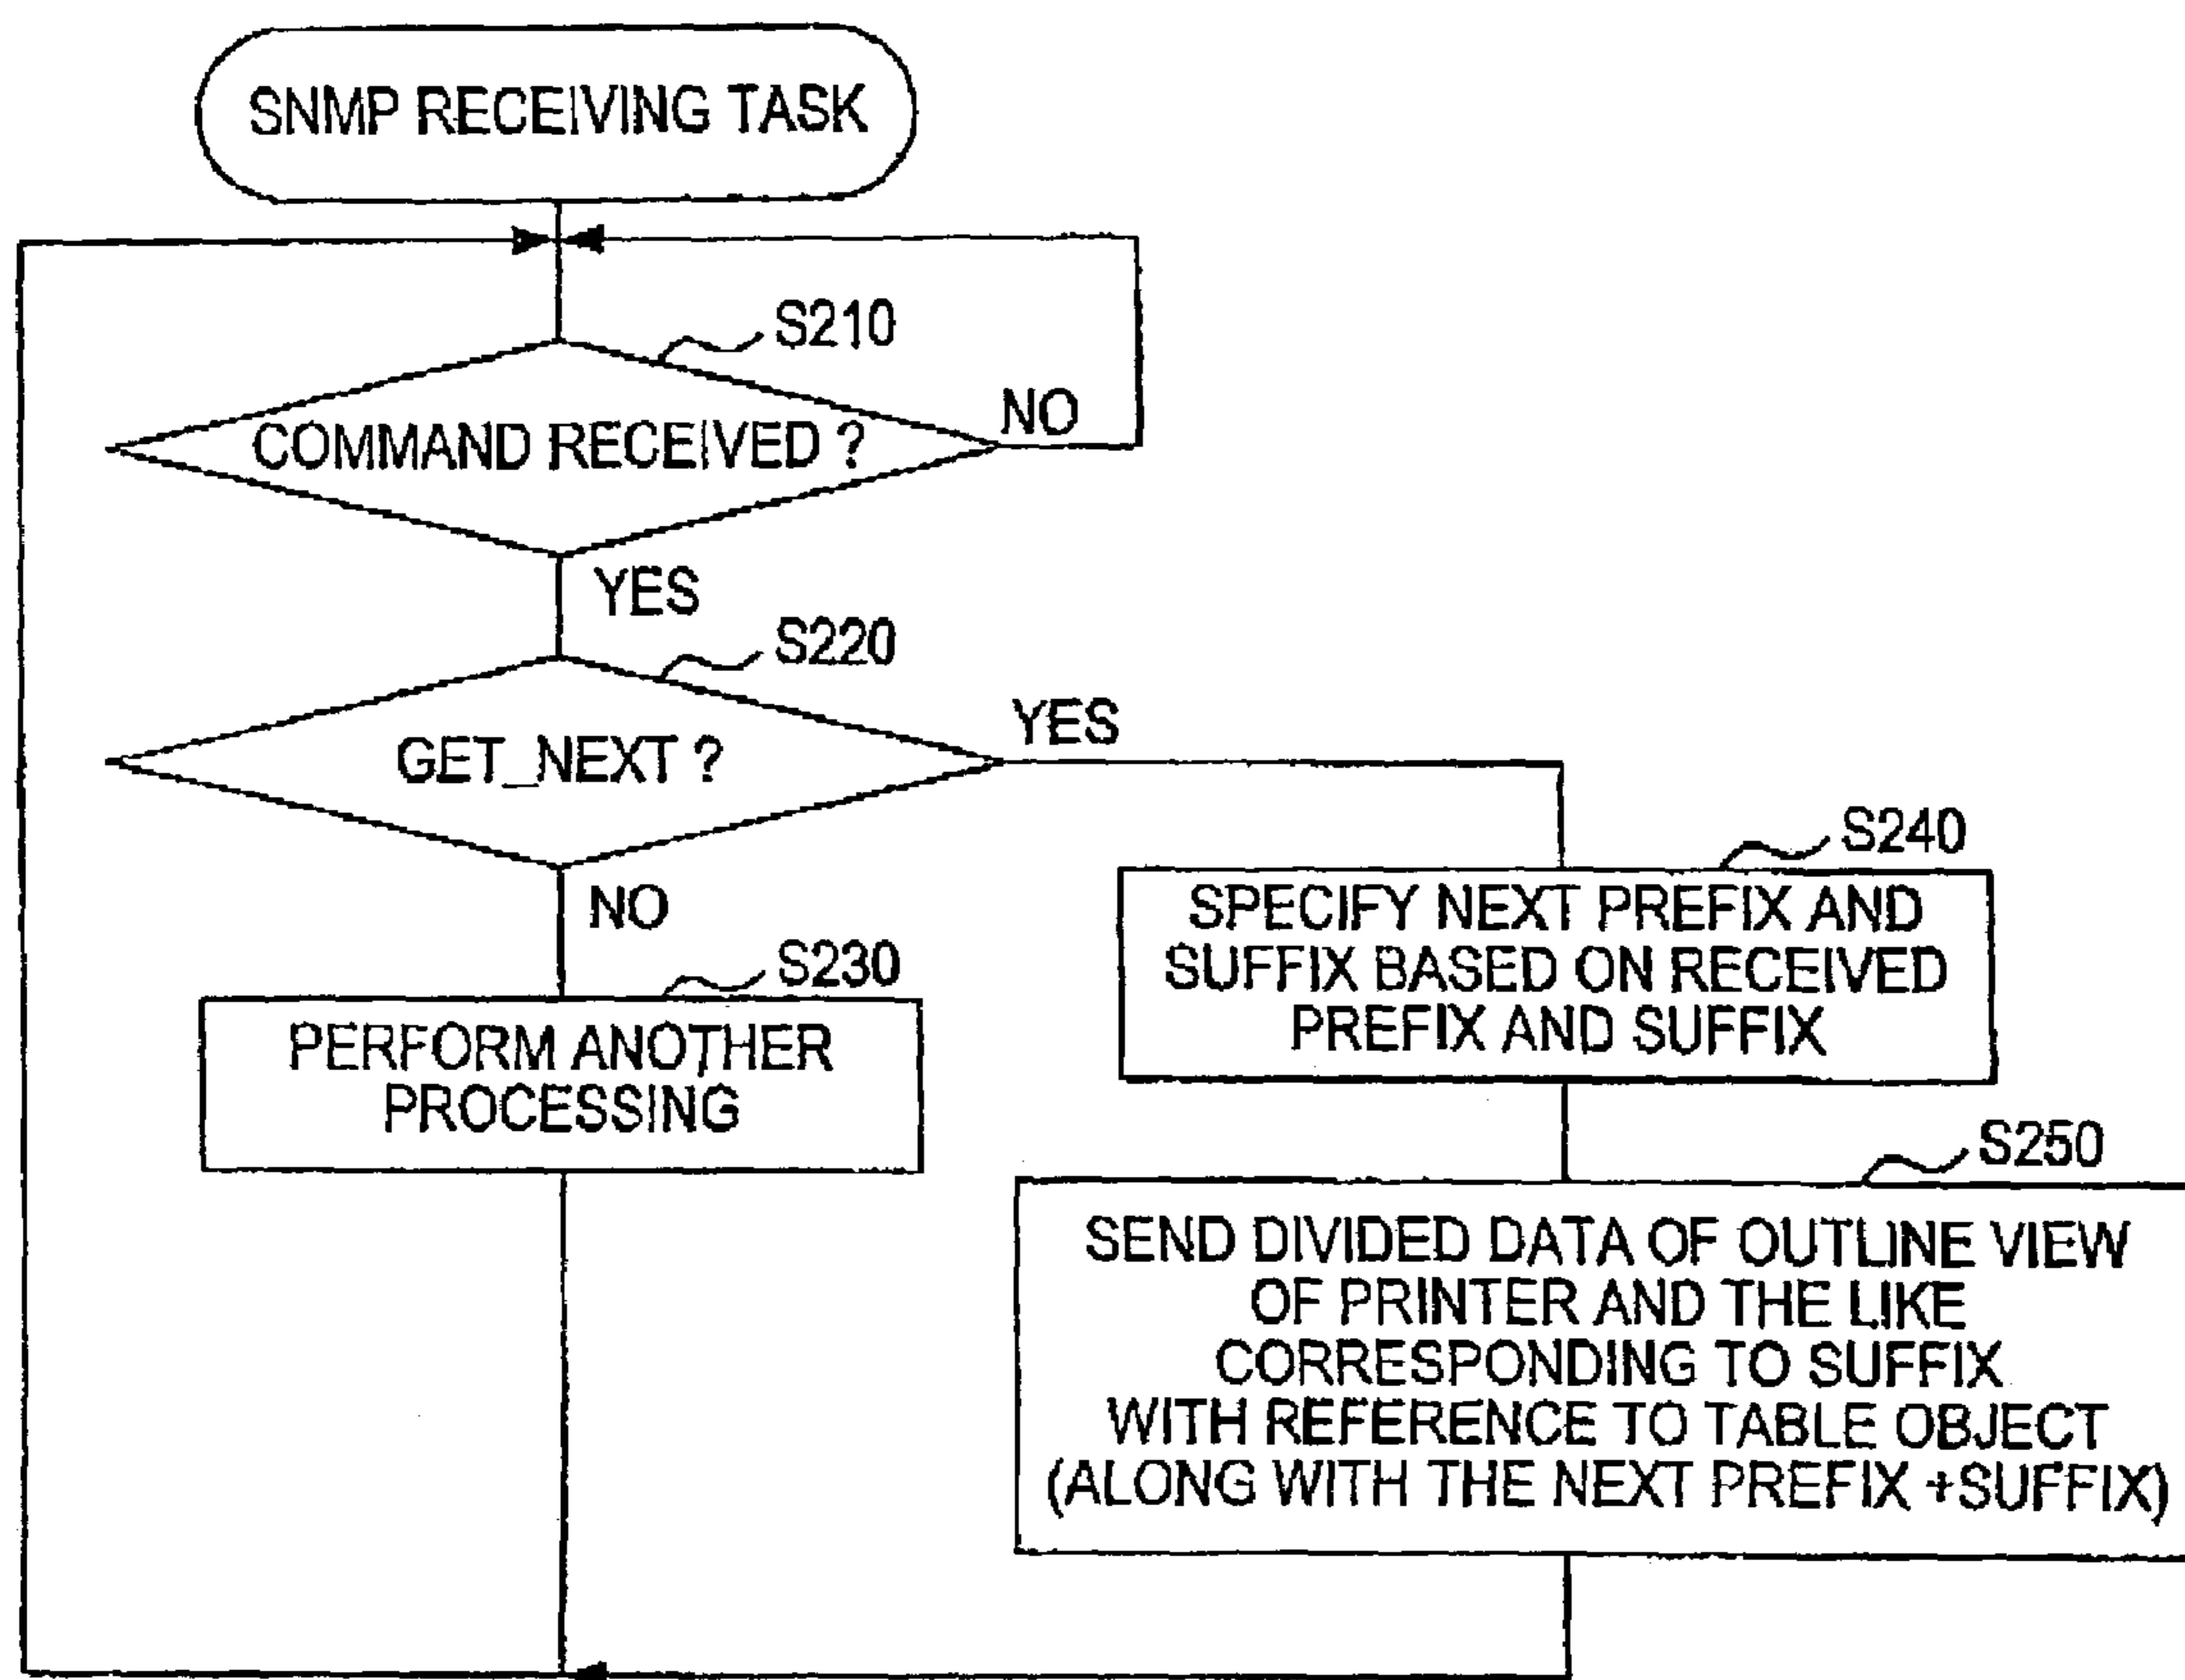 SNMP RECEIVING TASK
S210
COMMAND RECEIVED ?
NO
YES
S220
GET_NEXT ?
YES
NO
S230
PERFORM ANOTHER
PROCESSING
S240
SPECIFY NEXT PREFIX AND
SUFFIX BASED ON RECEIVED
PREFIX AND SUFFIX
S250
SEND DIVIDED DATA OF OUTLINE VIEW
OF PRINTER AND THE LIKE
CORRESPONDING TO SUFFIX
WITH REFERENCE TO TABLE OBJECT
(ALONG WITH THE NEXT PREFIX +SUFFIX)